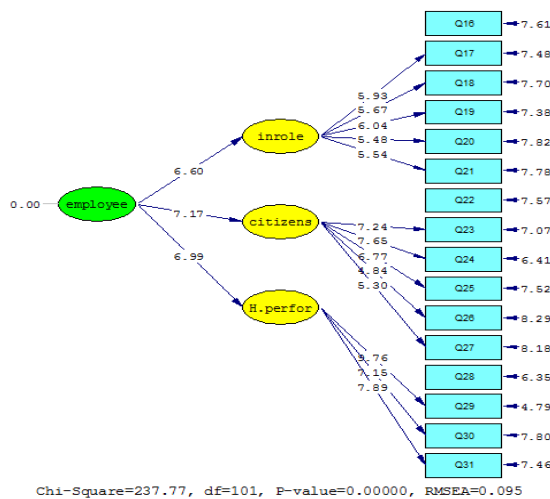 Q16
7.61
Q17
7.48
5.93
Q18
7.70
5.67
Q19
7.38
6.04
inrole
Q20
7.82
5.48
Q21
7.78
5.54
6.60
0.00
employee
Q22
7.57
7.17
citizens
Q23
7.07
7.24
Q24
6.41
7.65
Q25
7.52
6.77
Q26
8.29
4.84
Q27
8.18
5.30
6.99
H.perfor
Q28
6.35
Q29
4.79
9.76
Q30
7.80
7.15
Q31
7.46
7.89
Chi-Square=237.77, df=101, P-value=0.00000, RMSEA=0.095